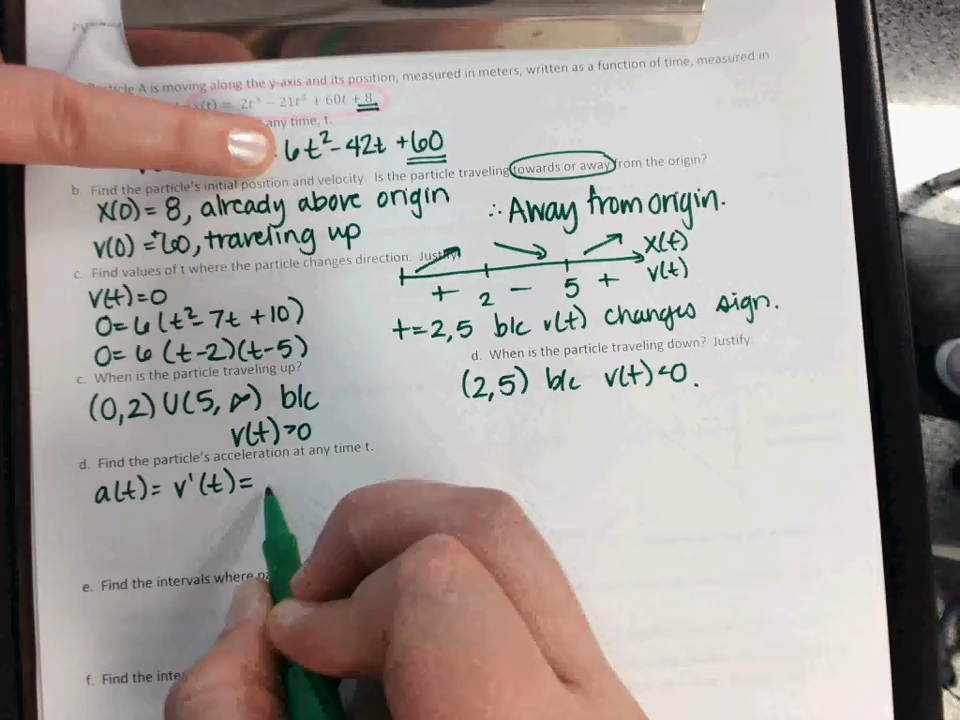 Particle A is moving along the y-axis and its position, measured in meters, written as a function of time, measured in
x(t) = 2t³ − 21t² + 60t + 8
any time, t.
6t² − 42t + 60
b. Find the particle's initial position and velocity. Is the particle traveling towards or away from the origin?
x(0) = 8, already above origin
∴ Away from origin.
v(0) = +60, traveling up
x(t)
v(t)
+ 2 − 5 +
c. Find values of t where the particle changes direction. Justify.
v(t) = 0
0 = 6(t² − 7t + 10)
0 = 6(t−2)(t−5)
t = 2,5 b/c v(t) changes sign.
c. When is the particle traveling up?
(0,2) U (5, ∞) b/c
v(t) > 0
d. When is the particle traveling down? Justify
(2,5) b/c v(t) < 0.
d. Find the particle's acceleration at any time t.
a(t) = v'(t) =
e. Find the intervals where
f. Find the